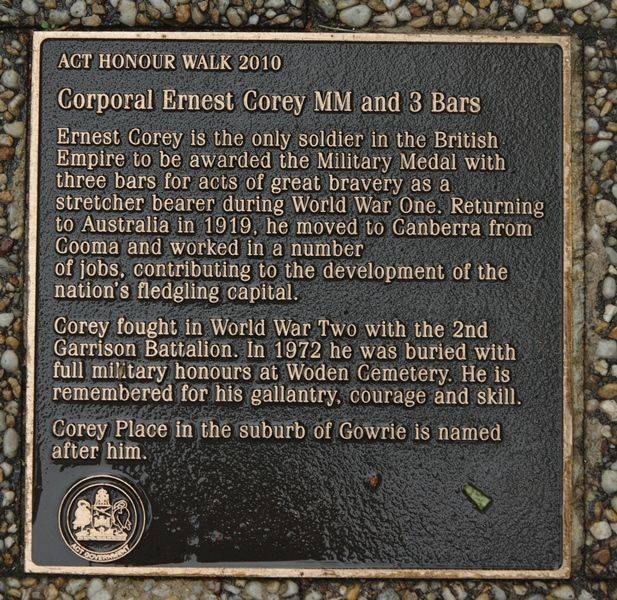 ACT HONOUR WALK 2010
Corporal Ernest Corey MM and 3 Bars
Ernest Corey is the only soldier in the British
Empire to be awarded the Military Medal with
three bars for acts of great bravery as a
stretcher bearer during World War One. Returning
to Australia in 1919, he moved to Canberra from
Cooma and worked in a number
of jobs, contributing to the development of the
nation's fledgling capital.
Corey fought in World War Two with the 2nd
Garrison Battalion. In 1972 he was buried with
full military honours at Woden Cemetery. He is
remembered for his gallantry, courage and skill.
Corey Place in the suburb of Gowrie is named
after him.
ACT GOVERNMENT